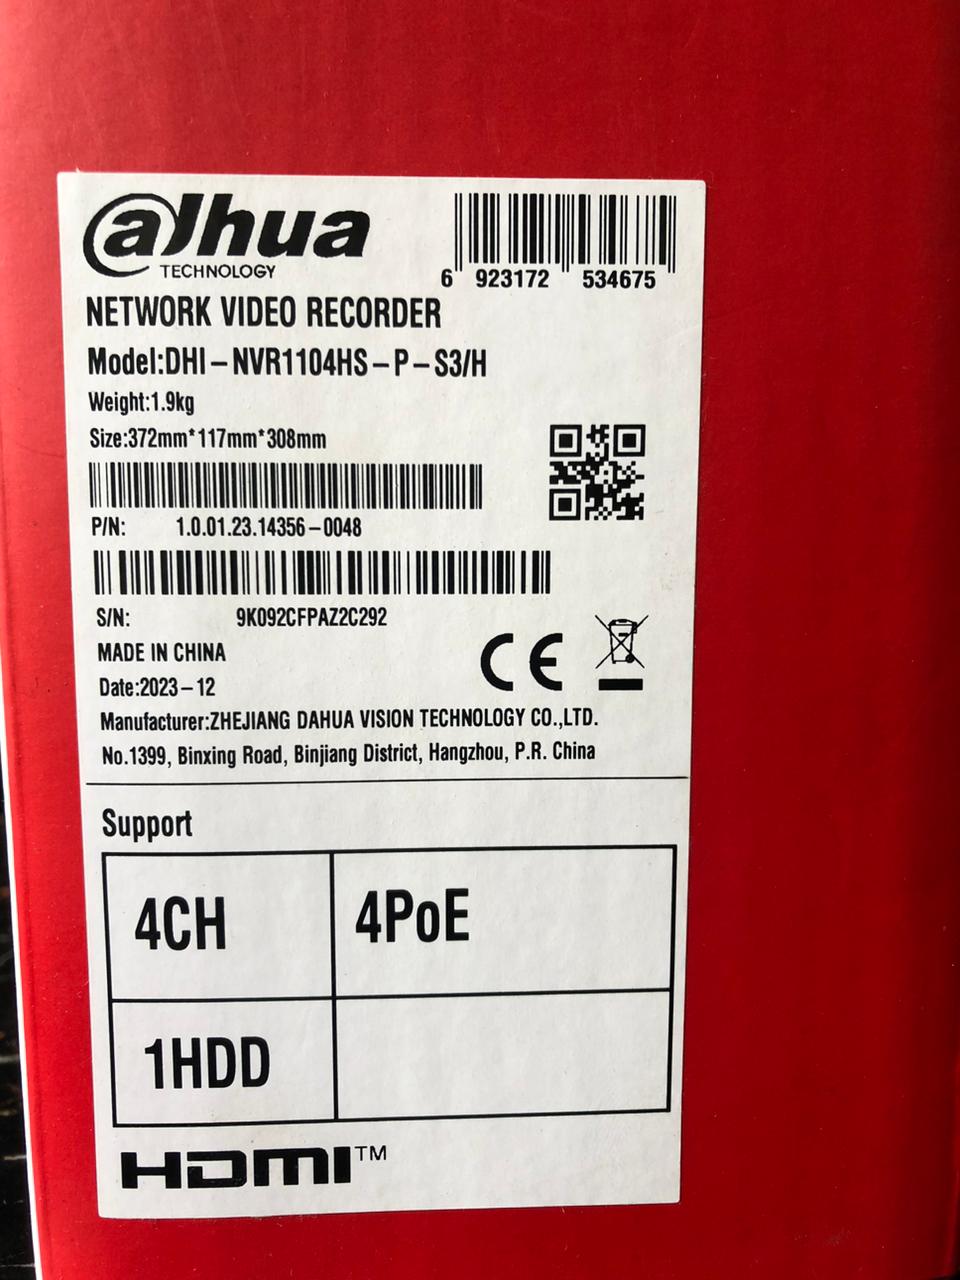 alhua
TECHNOLOGY
6 923172 534675
NETWORK VIDEO RECORDER
Model:DHI-NVR1104HS-P-S3/H
Weight:1.9kg
Size:372mm*117mm*308mm
P/N: 1.0.01.23.14356-0048
S/N: 9K092CFPAZ2C292
MADE IN CHINA
Date:2023-12
CE
Manufacturer:ZHEJIANG DAHUA VISION TECHNOLOGY CO.,LTD.
No.1399, Binxing Road, Binjiang District, Hangzhou, P.R. China
Support
4CH 4PoE
1HDD
HDMI™